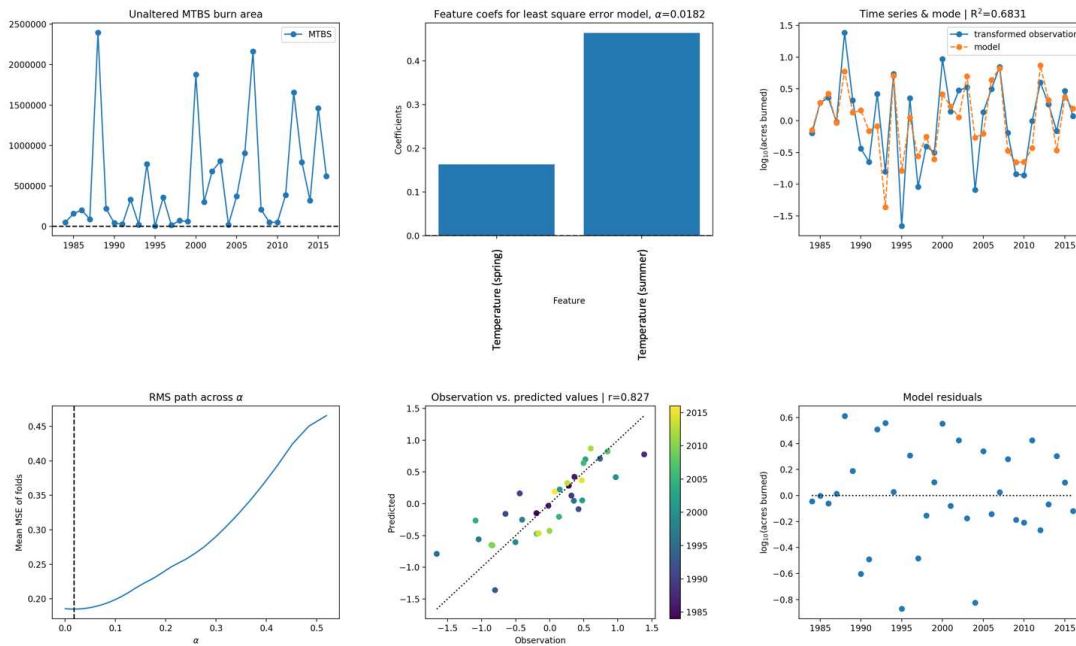 Unaltered MTBS burn area
MTBS
2500000
2000000
1500000
1000000
500000
0
1985 1990 1995 2000 2005 2010 2015
Feature coefs for least square error model, α=0.0182
Coefficients
0.4
0.3
0.2
0.1
0.0
Temperature (spring)
Temperature (summer)
Feature
Time series & mode | R²=0.6831
transformed observation
model
log₁₀(acres burned)
1.5
1.0
0.5
0.0
−0.5
−1.0
−1.5
1985 1990 1995 2000 2005 2010 2015
RMS path across α
Mean MSE of folds
0.45
0.40
0.35
0.30
0.25
0.20
0.0 0.1 0.2 0.3 0.4 0.5
α
Observation vs. predicted values | r=0.827
Predicted
1.5
1.0
0.5
0.0
−0.5
−1.0
−1.5
−1.5 −1.0 −0.5 0.0 0.5 1.0 1.5
Observation
2015
2010
2005
2000
1995
1990
1985
Model residuals
log₁₀(acres burned)
0.6
0.4
0.2
0.0
−0.2
−0.4
−0.6
−0.8
1985 1990 1995 2000 2005 2010 2015